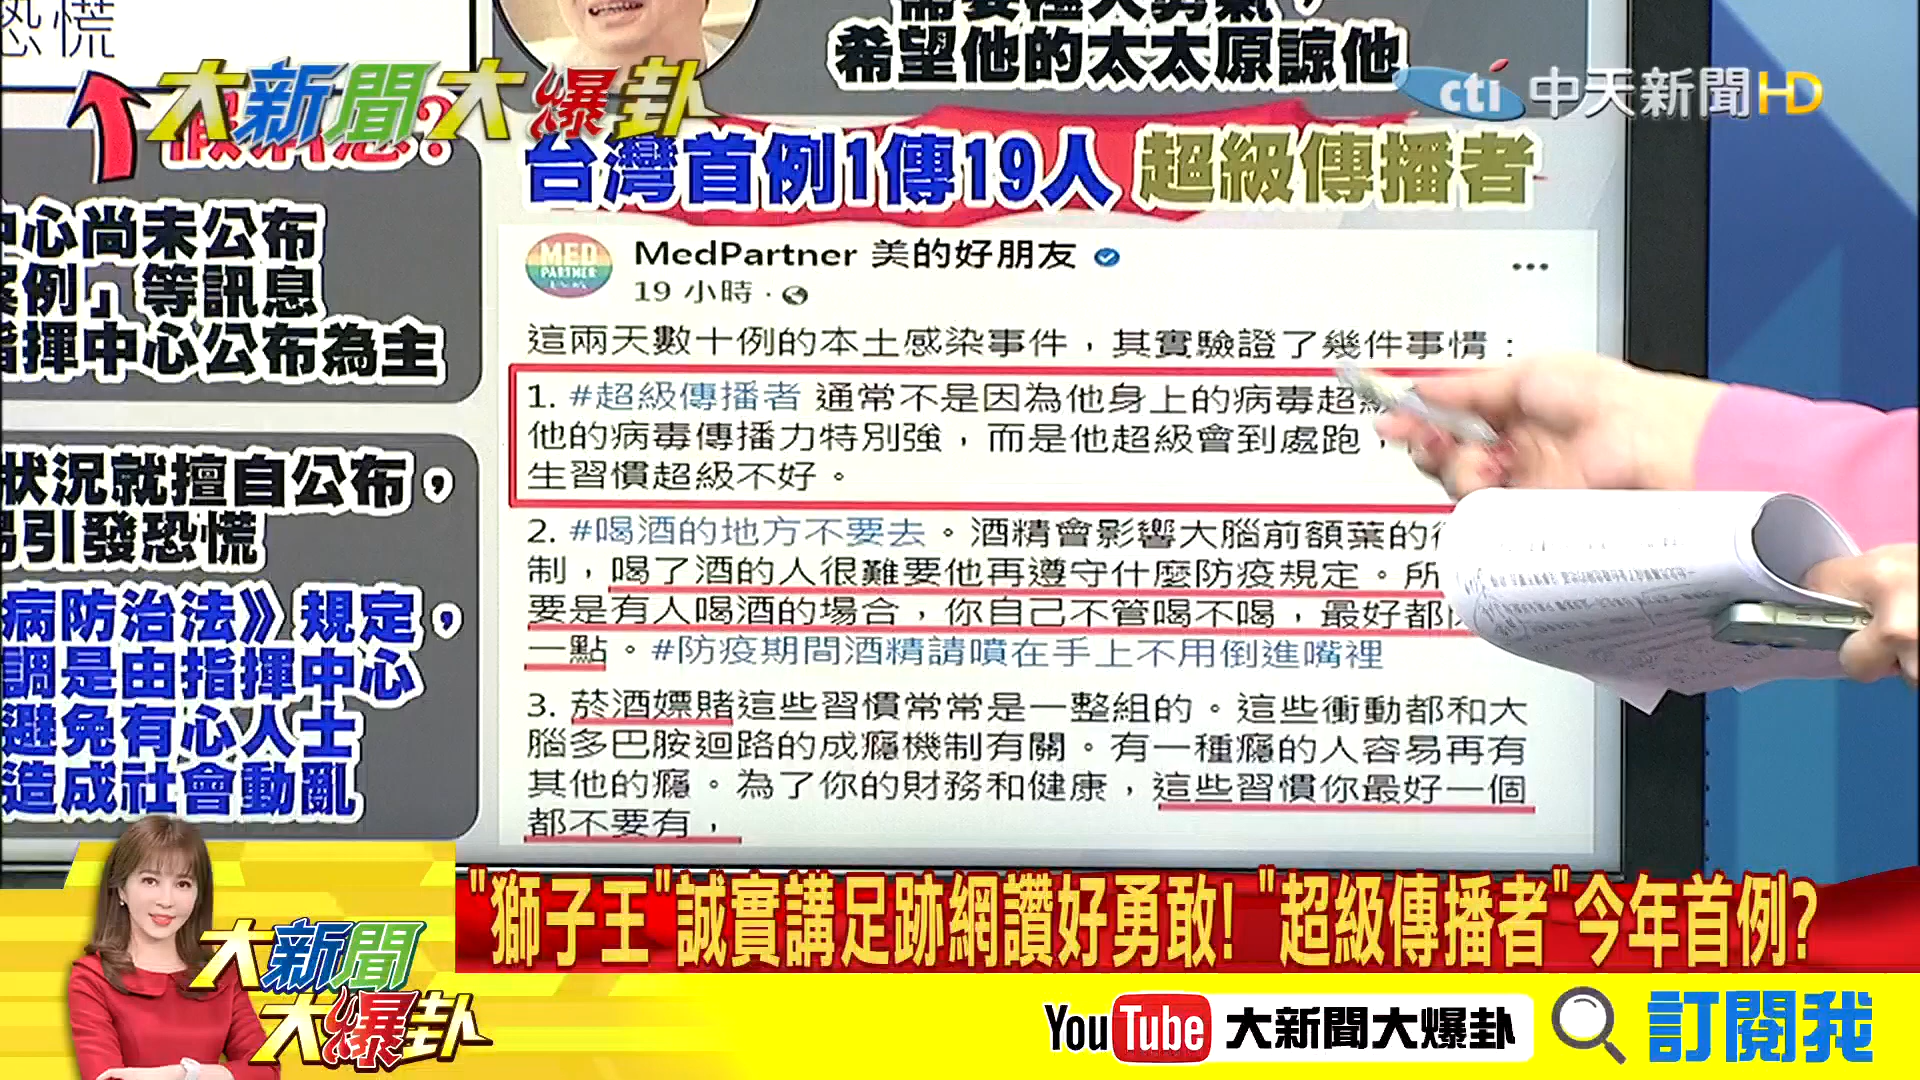 恐慌
希望他的太太原諒他
大新聞大爆卦
cti 中天新聞HD
台灣首例1傳19人 超級傳播者
中心尚未公布
案例」等訊息
指揮中心公布為主
狀況就擅自公布,
易引發恐慌
病防治法》規定,
調是由指揮中心
避免有心人士
造成社會動亂
MED
PARTNER
MedPartner 美的好朋友
19 小時
這兩天數十例的本土感染事件,其實驗證了幾件事情:
1. #超級傳播者 通常不是因為他身上的病毒超級
他的病毒傳播力特別強,而是他超級會到處跑,
生習慣超級不好。
2. #喝酒的地方不要去。酒精會影響大腦前額葉的
制,喝了酒的人很難要他再遵守什麼防疫規定。所
要是有人喝酒的場合,你自己不管喝不喝,最好都
一點。#防疫期間酒精請噴在手上不用倒進嘴裡
3. 菸酒嫖賭這些習慣常常是一整組的。這些衝動都和大
腦多巴胺迴路的成癮機制有關。有一種癮的人容易再有
其他的癮。為了你的財務和健康,這些習慣你最好一個
都不要有,
"獅子王"誠實講足跡網讚好勇敢! "超級傳播者"今年首例?
大新聞
大爆卦
YouTube 大新聞大爆卦 訂閱我